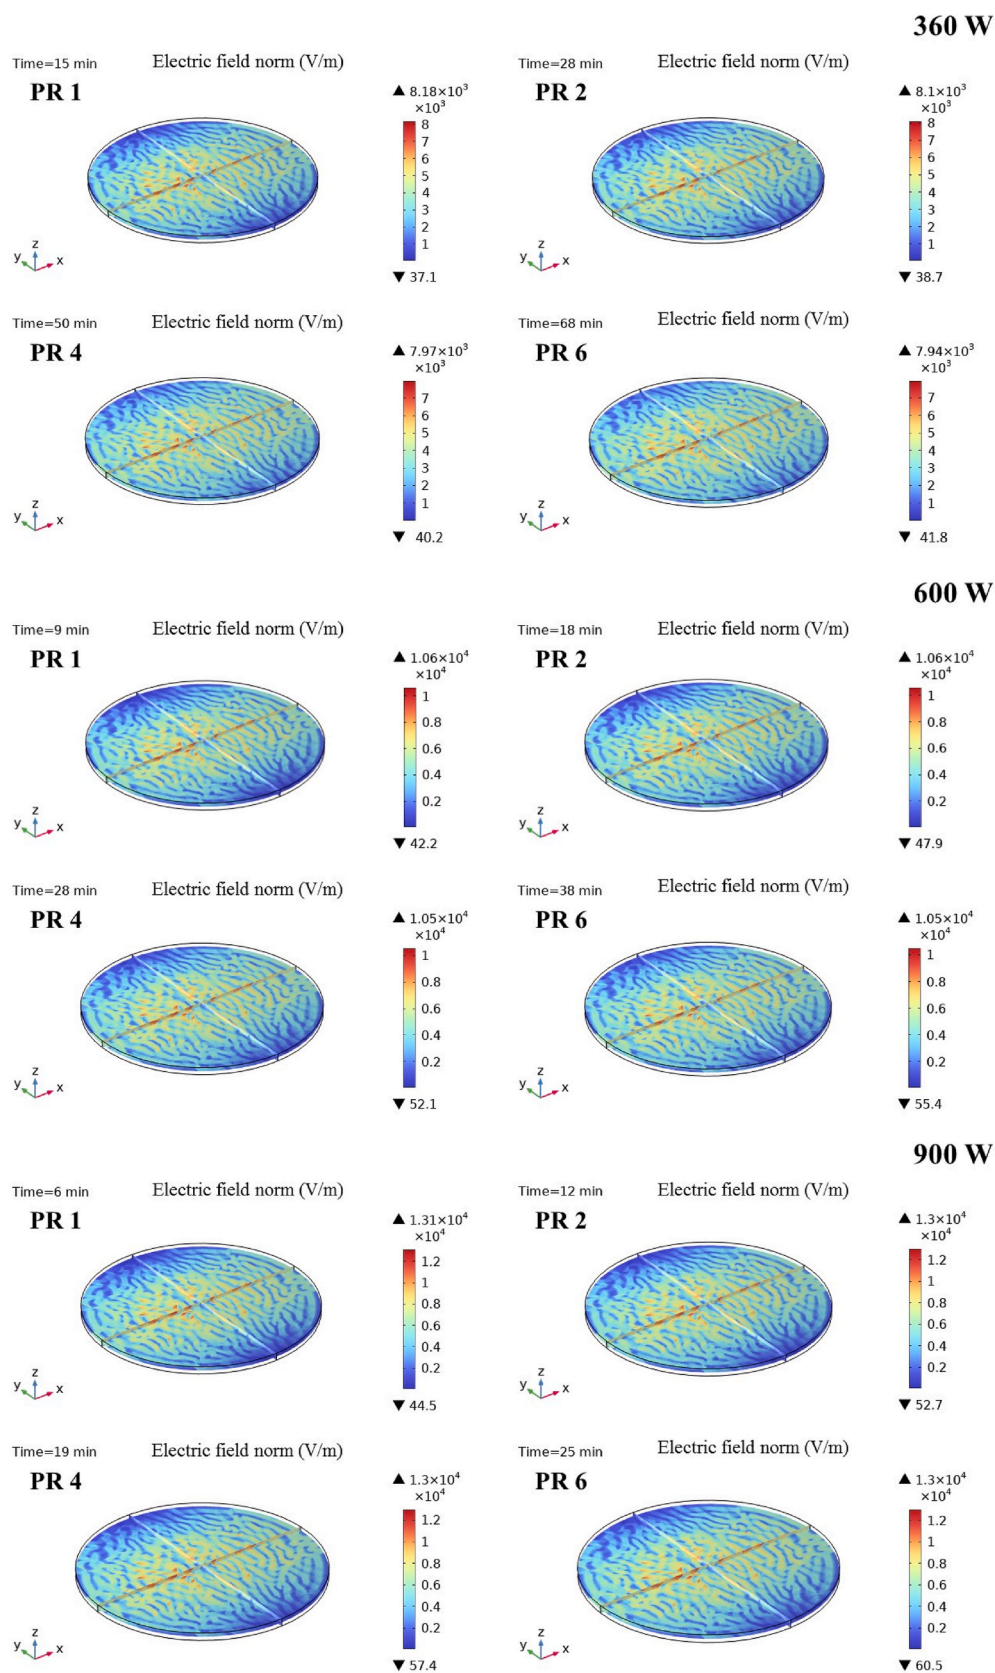 360 W
Time=15 min Electric field norm (V/m)
PR 1
▲ 8.18×10³
×10³
8
7
6
5
4
3
2
1
▼ 37.1
z
y
x
Time=28 min Electric field norm (V/m)
PR 2
▲ 8.1×10³
×10³
8
7
6
5
4
3
2
1
▼ 38.7
z
y
x
Time=50 min Electric field norm (V/m)
PR 4
▲ 7.97×10³
×10³
7
6
5
4
3
2
1
▼ 40.2
z
y
x
Time=68 min Electric field norm (V/m)
PR 6
▲ 7.94×10³
×10³
7
6
5
4
3
2
1
▼ 41.8
z
y
x
600 W
Time=9 min Electric field norm (V/m)
PR 1
▲ 1.06×10⁴
×10⁴
1
0.8
0.6
0.4
0.2
▼ 42.2
z
y
x
Time=18 min Electric field norm (V/m)
PR 2
▲ 1.06×10⁴
×10⁴
1
0.8
0.6
0.4
0.2
▼ 47.9
z
y
x
Time=28 min Electric field norm (V/m)
PR 4
▲ 1.05×10⁴
×10⁴
1
0.8
0.6
0.4
0.2
▼ 52.1
z
y
x
Time=38 min Electric field norm (V/m)
PR 6
▲ 1.05×10⁴
×10⁴
1
0.8
0.6
0.4
0.2
▼ 55.4
z
y
x
900 W
Time=6 min Electric field norm (V/m)
PR 1
▲ 1.31×10⁴
×10⁴
1.2
1
0.8
0.6
0.4
0.2
▼ 44.5
z
y
x
Time=12 min Electric field norm (V/m)
PR 2
▲ 1.3×10⁴
×10⁴
1.2
1
0.8
0.6
0.4
0.2
▼ 52.7
z
y
x
Time=19 min Electric field norm (V/m)
PR 4
▲ 1.3×10⁴
×10⁴
1.2
1
0.8
0.6
0.4
0.2
▼ 57.4
z
y
x
Time=25 min Electric field norm (V/m)
PR 6
▲ 1.3×10⁴
×10⁴
1.2
1
0.8
0.6
0.4
0.2
▼ 60.5
z
y
x